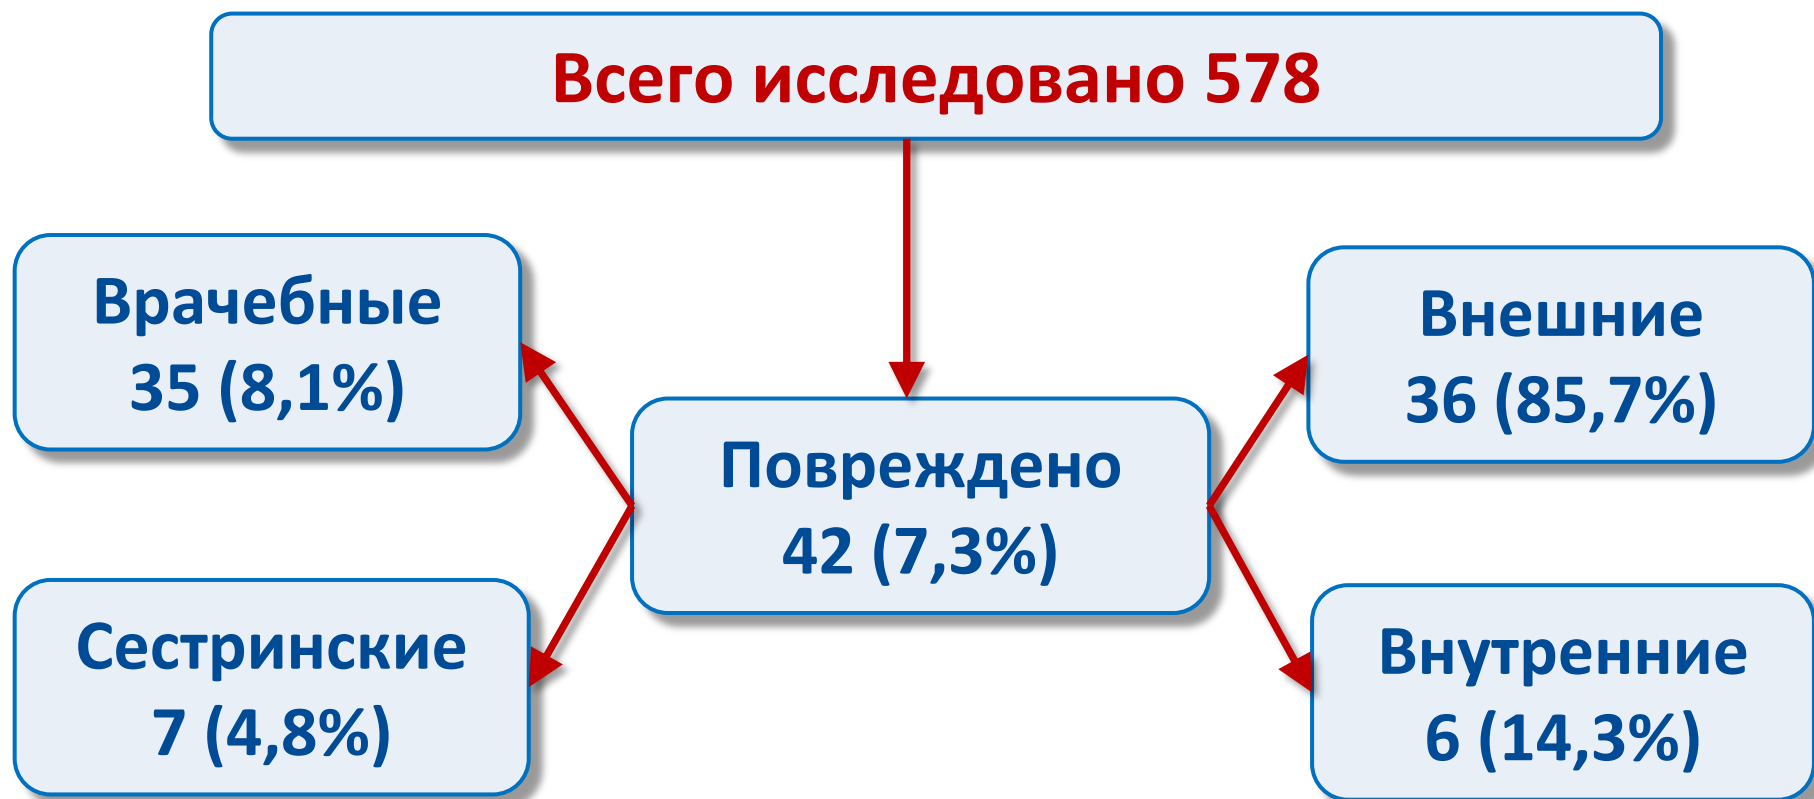 Всего исследовано 578
Врачебные
35 (8,1%)
Внешние
36 (85,7%)
Повреждено
42 (7,3%)
Сестринские
7 (4,8%)
Внутренние
6 (14,3%)